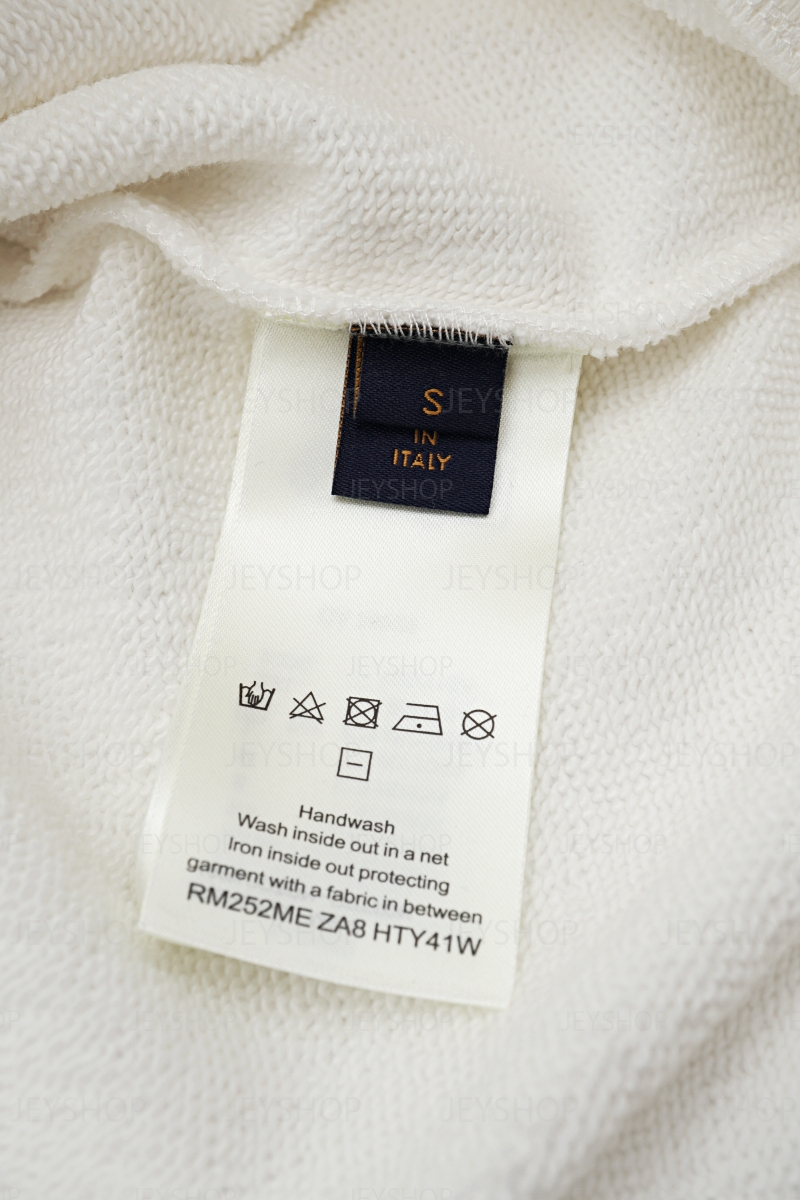 S
IN
ITALY
Handwash
Wash inside out in a net
Iron inside out protecting
garment with a fabric in between
RM252ME ZA8 HTY41W
JEYSHOP